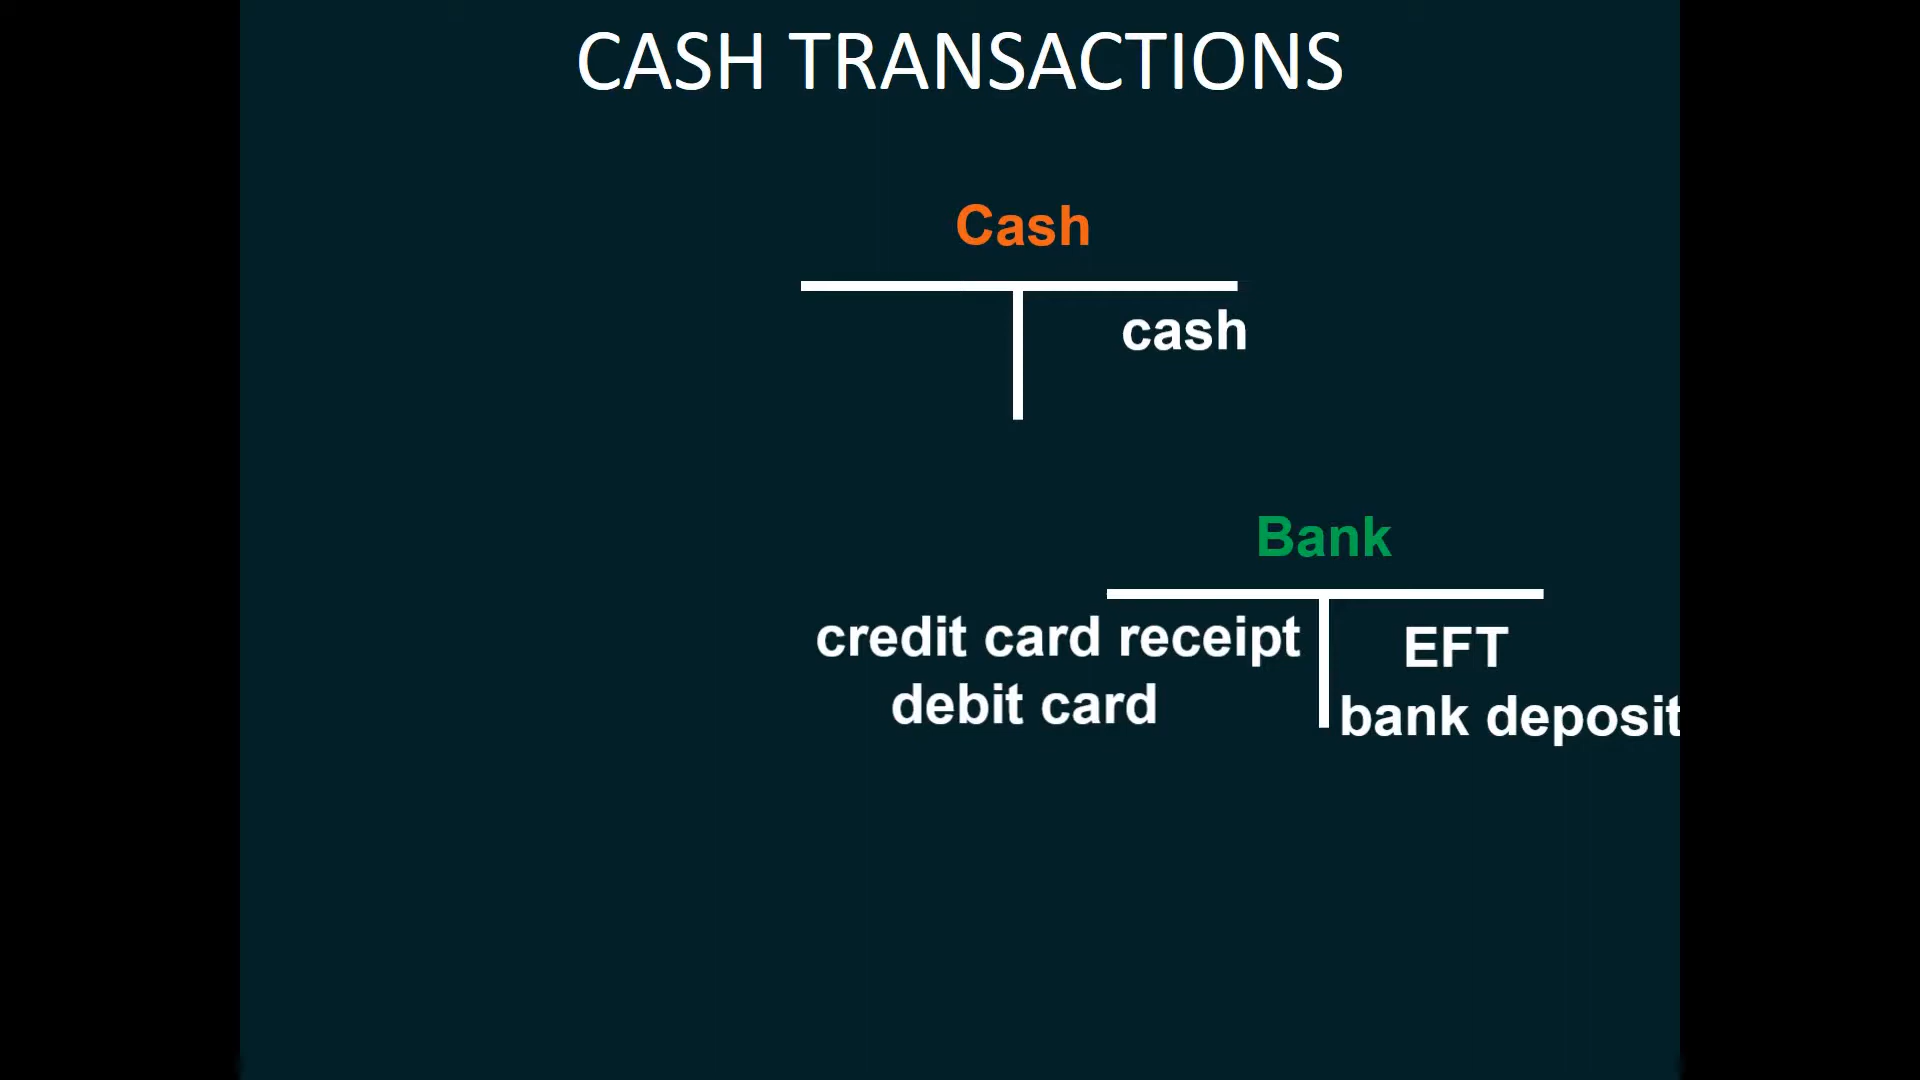 CASH TRANSACTIONS
Cash
cash
Bank
credit card receipt
debit card
EFT
bank deposit